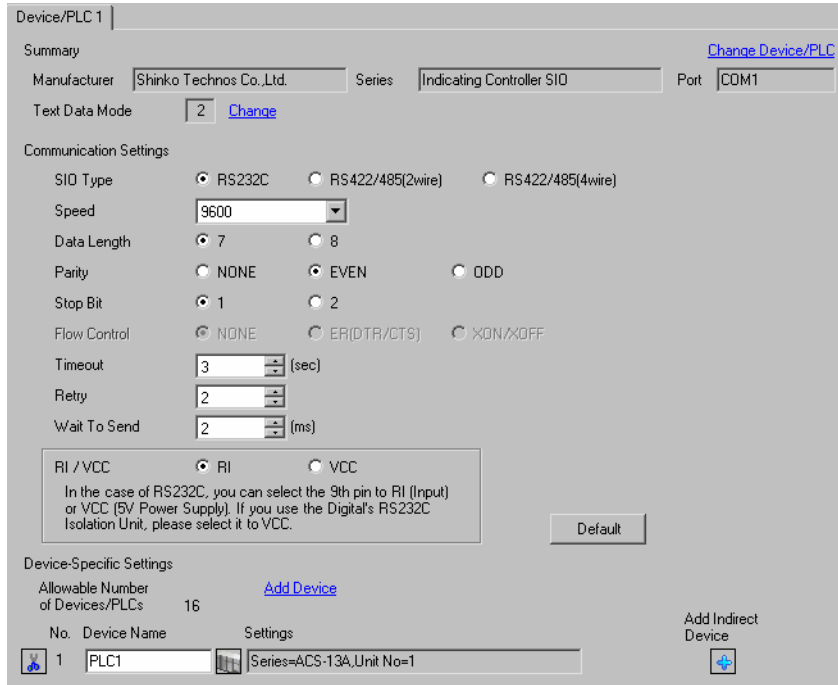 Device/PLC 1
Summary
Change Device/PLC
Manufacturer Shinko Technos Co.,Ltd. Series Indicating Controller SIO Port COM1
Text Data Mode 2 Change
Communication Settings
SIO Type RS232C RS422/485(2wire) RS422/485(4wire)
Speed 9600
Data Length 7 8
Parity NONE EVEN ODD
Stop Bit 1 2
Flow Control NONE ER(DTR/CTS) XON/XOFF
Timeout 3 (sec)
Retry 2
Wait To Send 2 (ms)
RI / VCC RI VCC
In the case of RS232C, you can select the 9th pin to RI (Input)
or VCC (5V Power Supply). If you use the Digital's RS232C
Isolation Unit, please select it to VCC.
Default
Device-Specific Settings
Allowable Number
of Devices/PLCs 16
Add Device
No. Device Name Settings
Add Indirect
Device
1 PLC1 Series=ACS-13A,Unit No=1